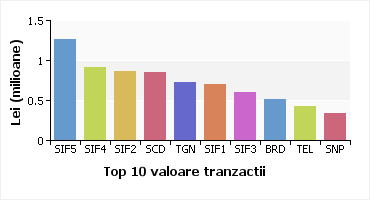 Lei (milioane)
1.5
1
0.5
0
SIF5 SIF4 SIF2 SCD TGN SIF1 SIF3 BRD TEL SNP
Top 10 valoare tranzactii